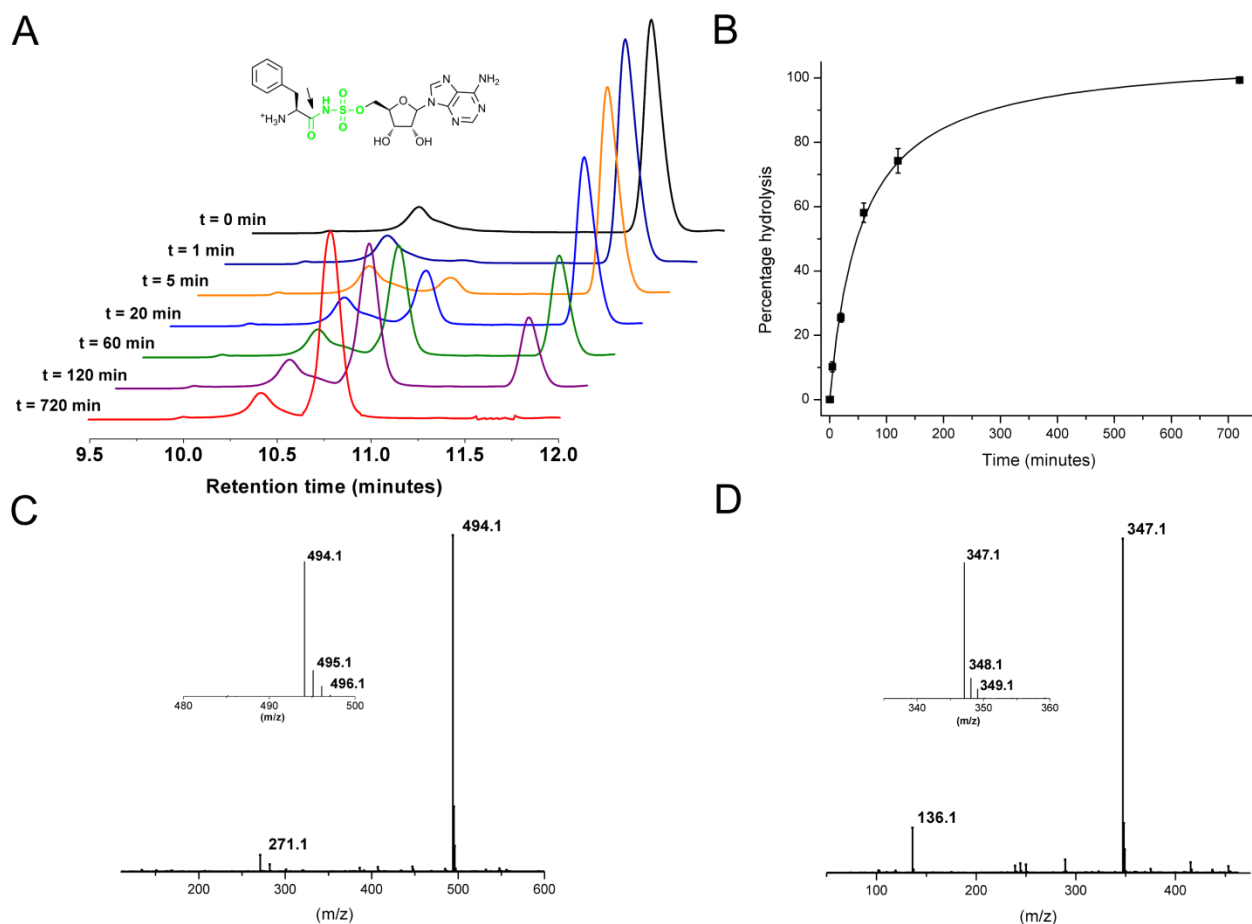 A
H
N
O
S
O
O
O
+H3N
O
HO
OH
N
N
N
N
NH2
t = 0 min
t = 1 min
t = 5 min
t = 20 min
t = 60 min
t = 120 min
t = 720 min
9.5 10.0 10.5 11.0 11.5 12.0
Retention time (minutes)
B
100
80
60
40
20
0
Percentage hydrolysis
0 100 200 300 400 500 600 700
Time (minutes)
C
494.1
494.1
495.1
496.1
480 490 500
(m/z)
271.1
200 300 400 500 600
(m/z)
D
347.1
347.1
348.1
349.1
340 350 360
(m/z)
136.1
100 200 300 400
(m/z)